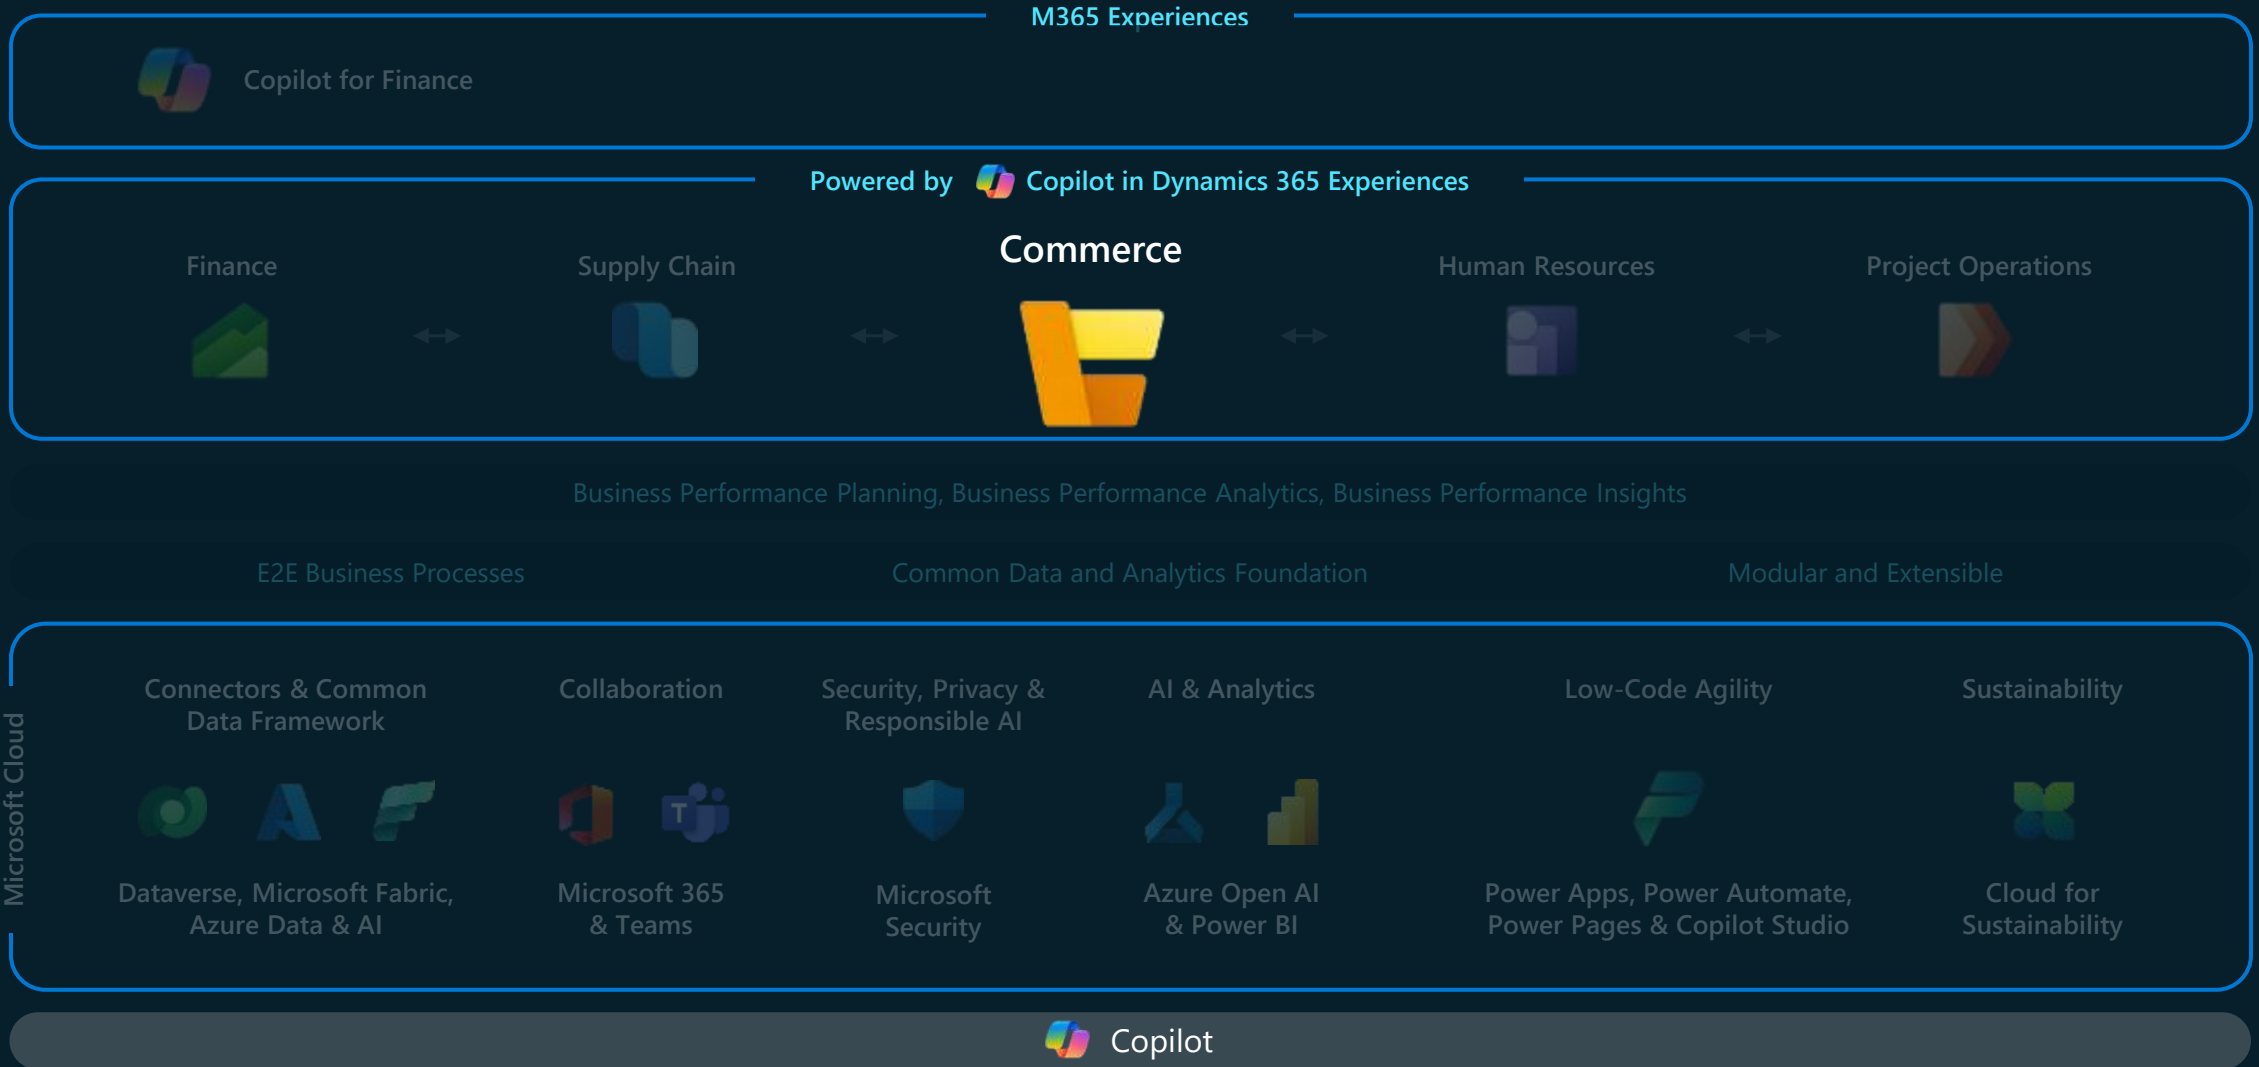 M365 Experiences
Copilot for Finance
Powered by Copilot in Dynamics 365 Experiences
Finance
Supply Chain
Commerce
Human Resources
Project Operations
Business Performance Planning, Business Performance Analytics, Business Performance Insights
E2E Business Processes
Common Data and Analytics Foundation
Modular and Extensible
Microsoft Cloud
Connectors & Common
Data Framework
Collaboration
Security, Privacy &
Responsible AI
AI & Analytics
Low-Code Agility
Sustainability
T
Dataverse, Microsoft Fabric,
Azure Data & AI
Microsoft 365
& Teams
Microsoft
Security
Azure Open AI
& Power BI
Power Apps, Power Automate,
Power Pages & Copilot Studio
Cloud for
Sustainability
Copilot